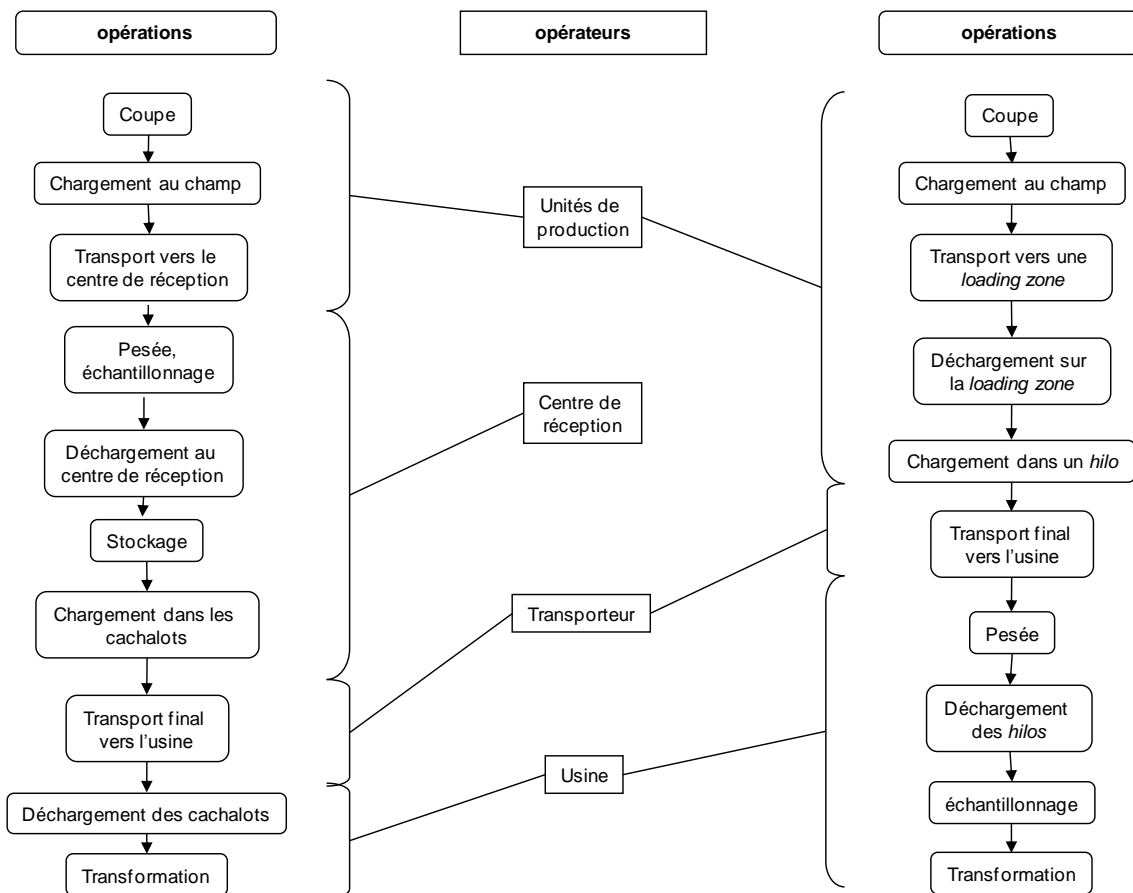 opérations
Coupe
Chargement au champ
Transport vers le
centre de réception
Pesée,
échantillonnage
Déchargement au
centre de réception
Stockage
Chargement dans les
cachalots
Transport final
vers l’usine
Déchargement des cachalots
Transformation
opérateurs
Unités de
production
Centre de
réception
Transporteur
Usine
opérations
Coupe
Chargement au champ
Transport vers une
loading zone
Déchargement sur
la loading zone
Chargement dans un hilo
Transport final
vers l’usine
Pesée
Déchargement
des hilos
échantillonnage
Transformation